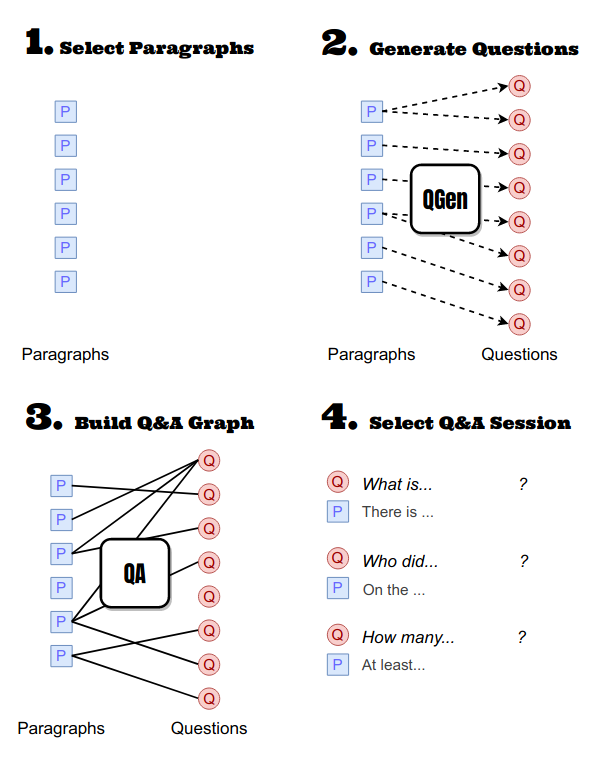 1. Select Paragraphs
P
P
P
P
P
P
Paragraphs
2. Generate Questions
P
P
P
P
P
P
QGen
Q
Q
Q
Q
Q
Q
Q
Q
Paragraphs
Questions
3. Build Q&A Graph
P
P
P
P
P
P
QA
Q
Q
Q
Q
Q
Q
Q
Q
Paragraphs
Questions
4. Select Q&A Session
Q What is... ?
P There is ...
Q Who did... ?
P On the ...
Q How many... ?
P At least...